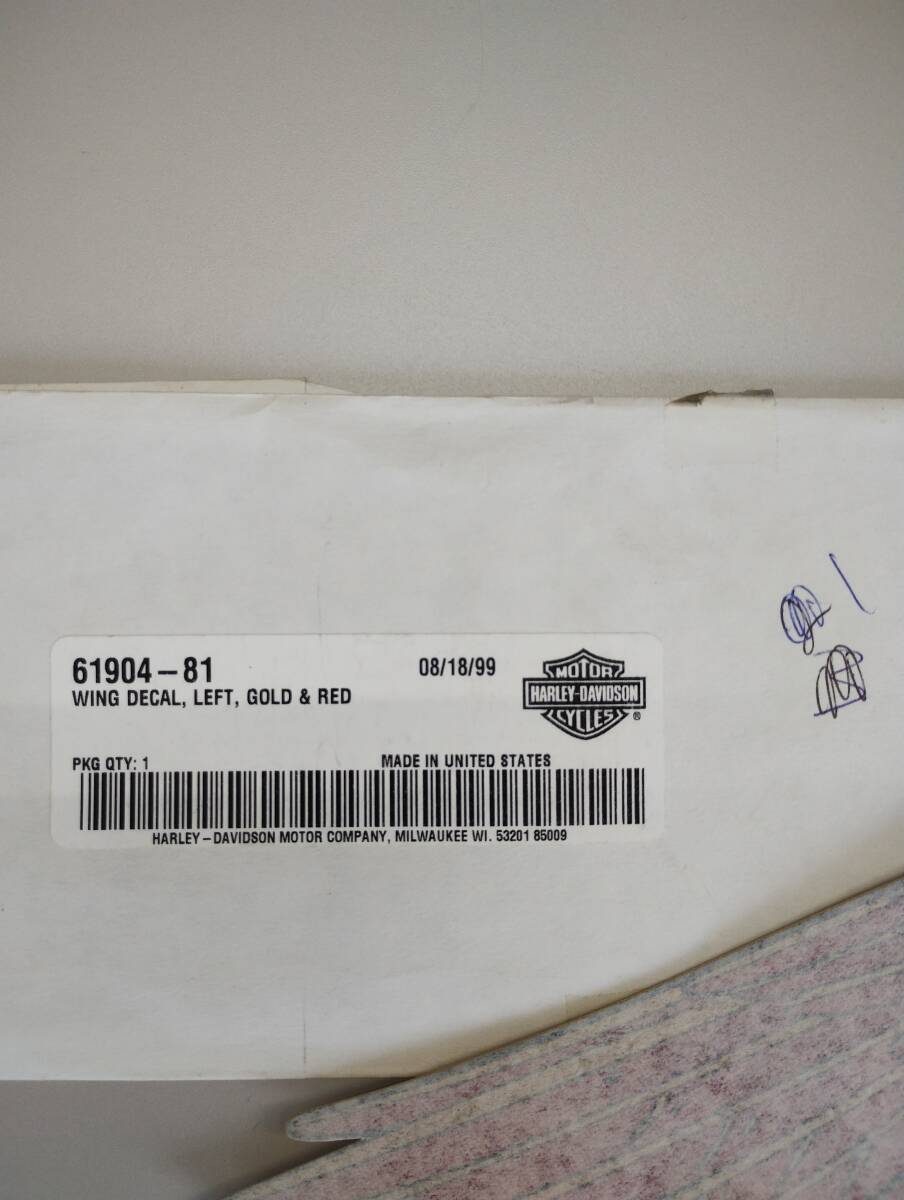 61904-81
08/18/99
WING DECAL, LEFT, GOLD & RED
MOTOR
HARLEY-DAVIDSON
CYCLES
®
PKG QTY: 1
MADE IN UNITED STATES
HARLEY-DAVIDSON MOTOR COMPANY, MILWAUKEE WI. 53201 85009
1